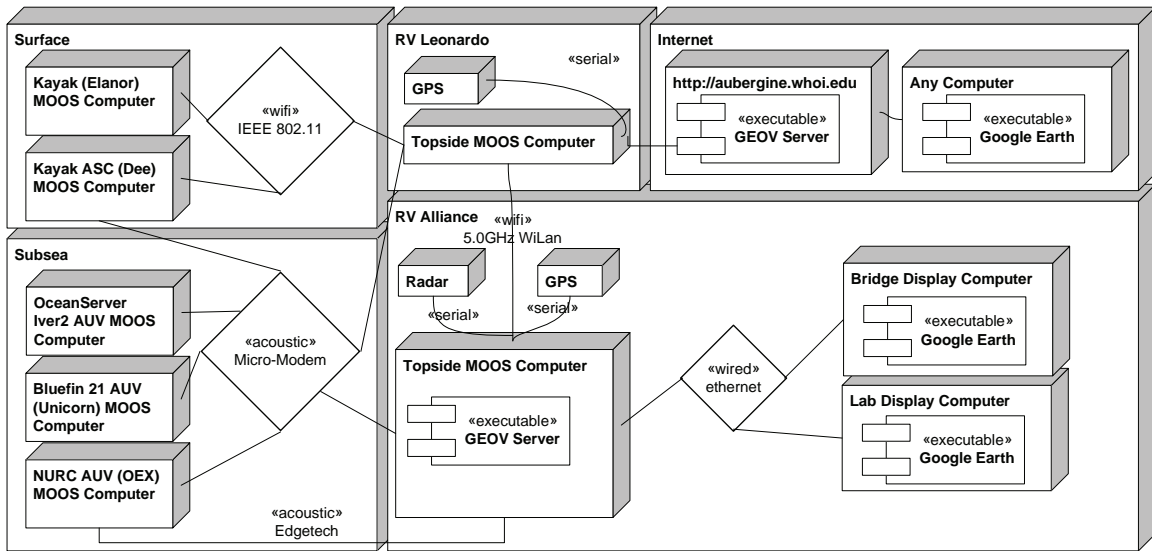 Surface
Kayak (Elanor)
MOOS Computer
Kayak ASC (Dee)
MOOS Computer
«wifi»
IEEE 802.11
RV Leonardo
GPS
«serial»
Topside MOOS Computer
Internet
http://aubergine.whoi.edu
«executable»
GEOV Server
Any Computer
«executable»
Google Earth
Subsea
OceanServer
Iver2 AUV MOOS
Computer
Bluefin 21 AUV
(Unicorn) MOOS
Computer
NURC AUV (OEX)
MOOS Computer
«acoustic»
Micro-Modem
«acoustic»
Edgetech
RV Alliance
«wifi»
5.0GHz WiLan
Radar
GPS
«serial»
«serial»
Topside MOOS Computer
«executable»
GEOV Server
«wired»
ethernet
Bridge Display Computer
«executable»
Google Earth
Lab Display Computer
«executable»
Google Earth